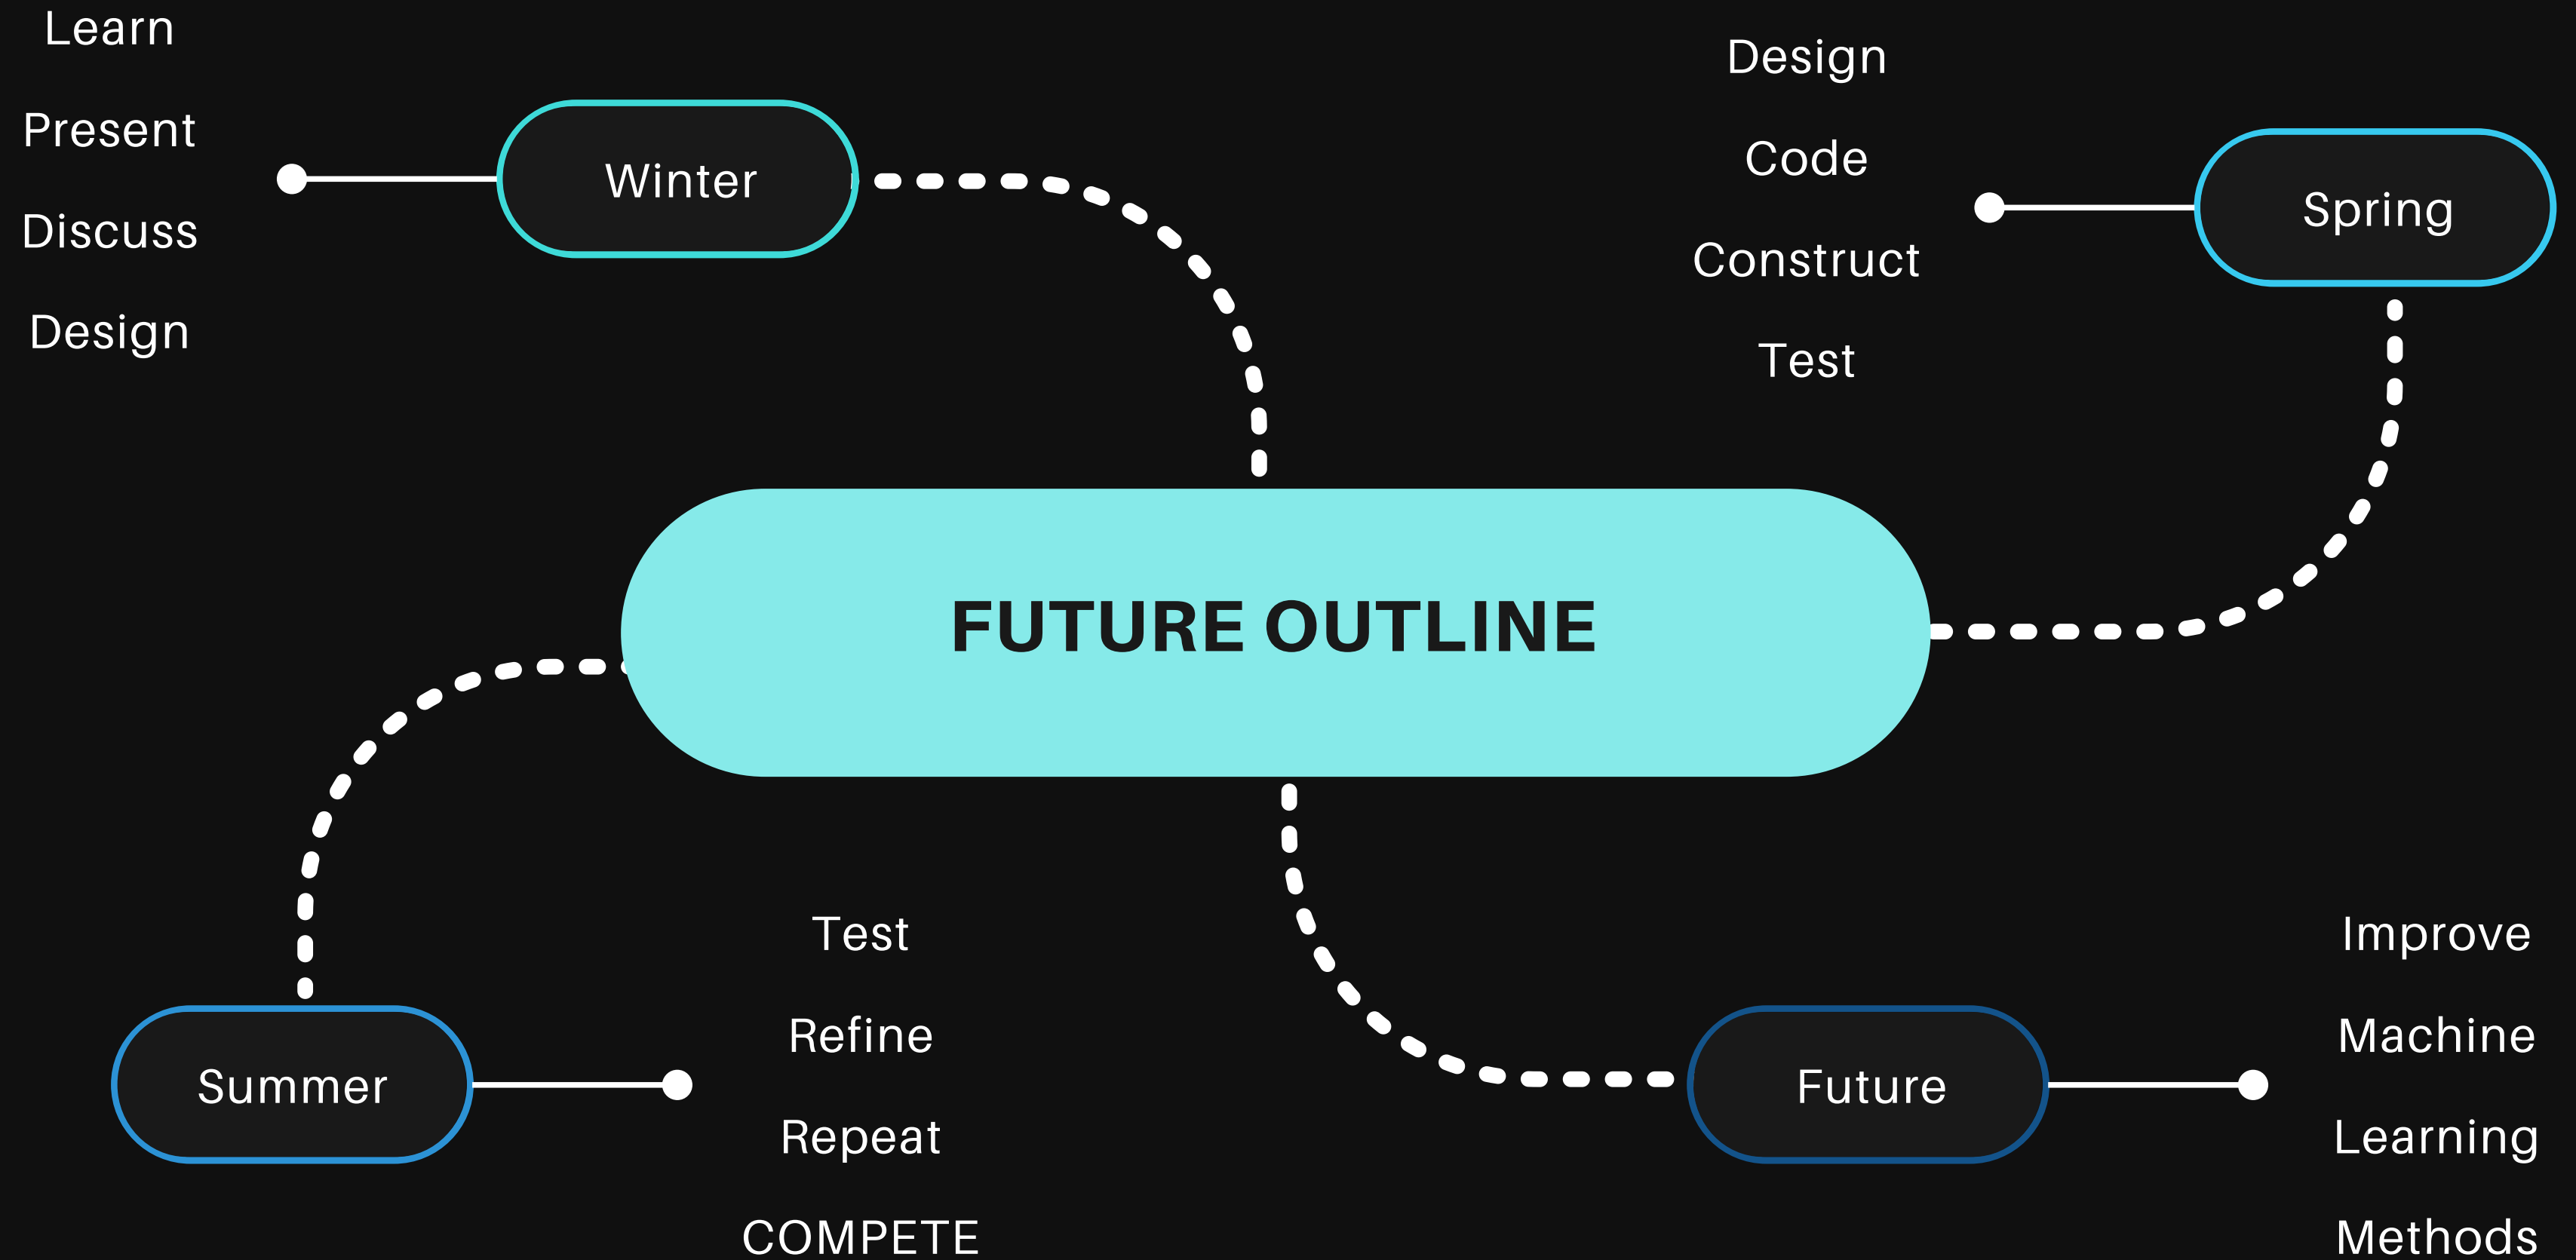 Learn
Present
Discuss
Design
Winter
Design
Code
Construct
Test
Spring
FUTURE OUTLINE
Summer
Test
Refine
Repeat
COMPETE
Future
Improve
Machine
Learning
Methods